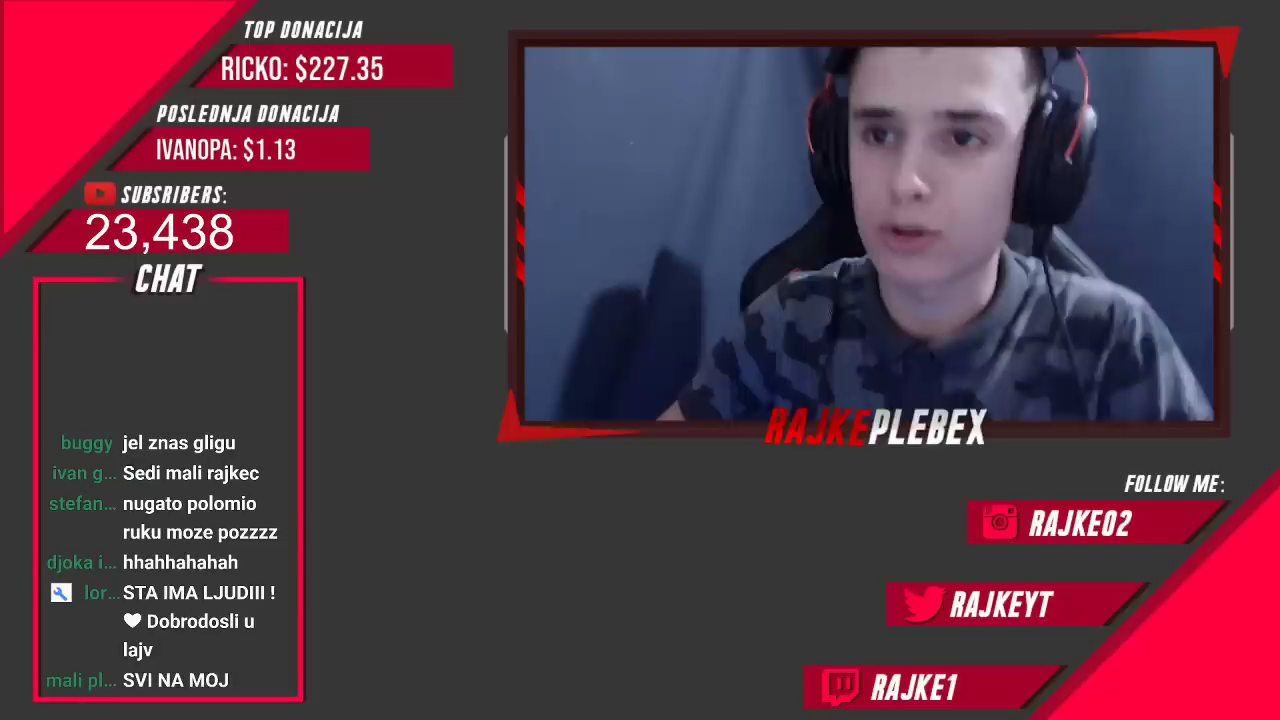 TOP DONACIJA
RICKO: $227.35
POSLEDNJA DONACIJA
IVANOPA: $1.13
SUBSRIBERS:
23,438
CHAT
buggy jel znas gligu
ivan g... Sedi mali rajkec
stefan... nugato polomio
ruku moze pozzzz
djoka i... hhahhahahah
lor... STA IMA LJUDIII !
Dobrodosli u
lajv
mali pl... SVI NA MOJ
RAJKEPLEBEX
FOLLOW ME:
RAJKE02
RAJKEYT
RAJKE1